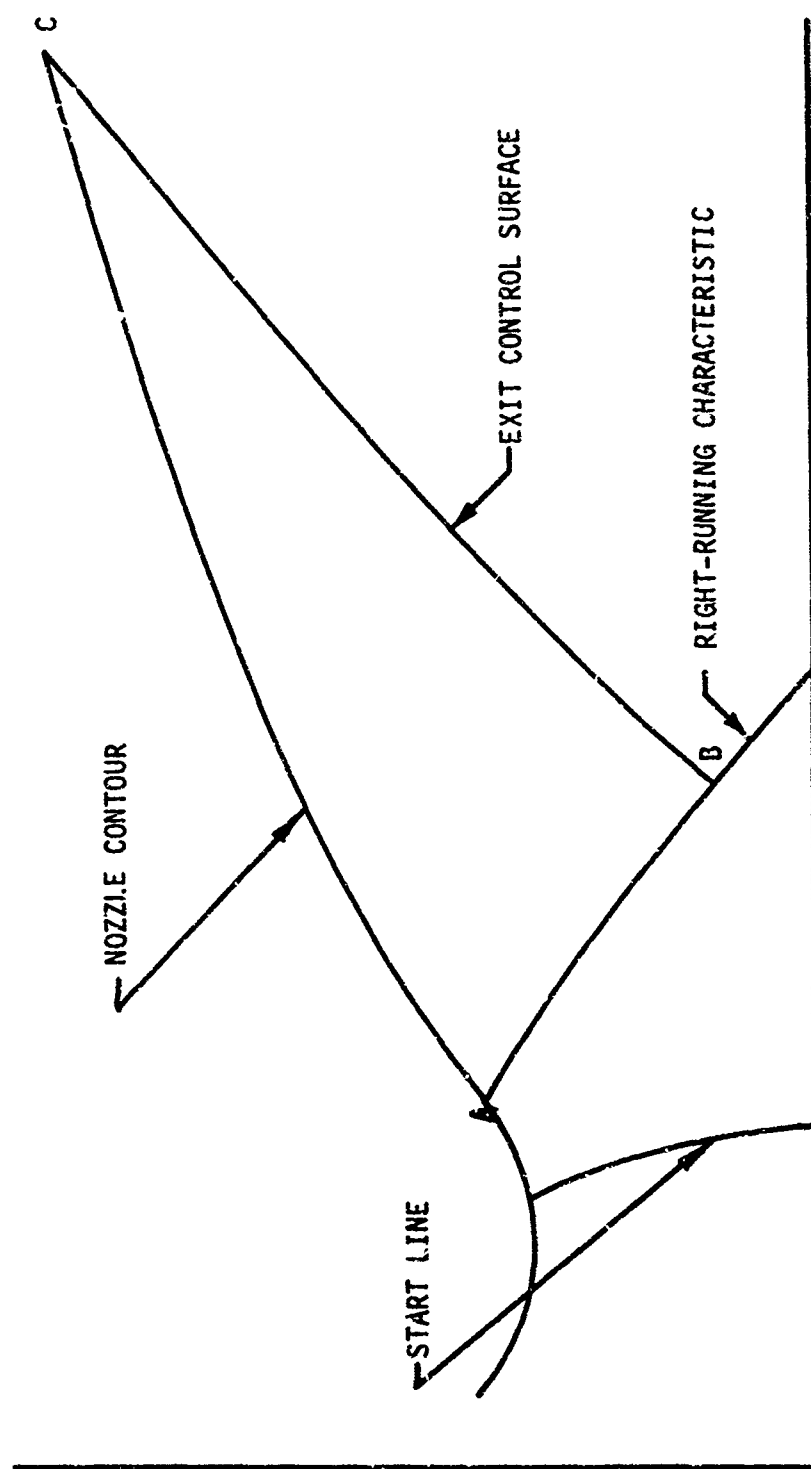 C
EXIT CONTROL SURFACE
RIGHT-RUNNING CHARACTERISTIC
B
NOZZLE CONTOUR
A
START LINE